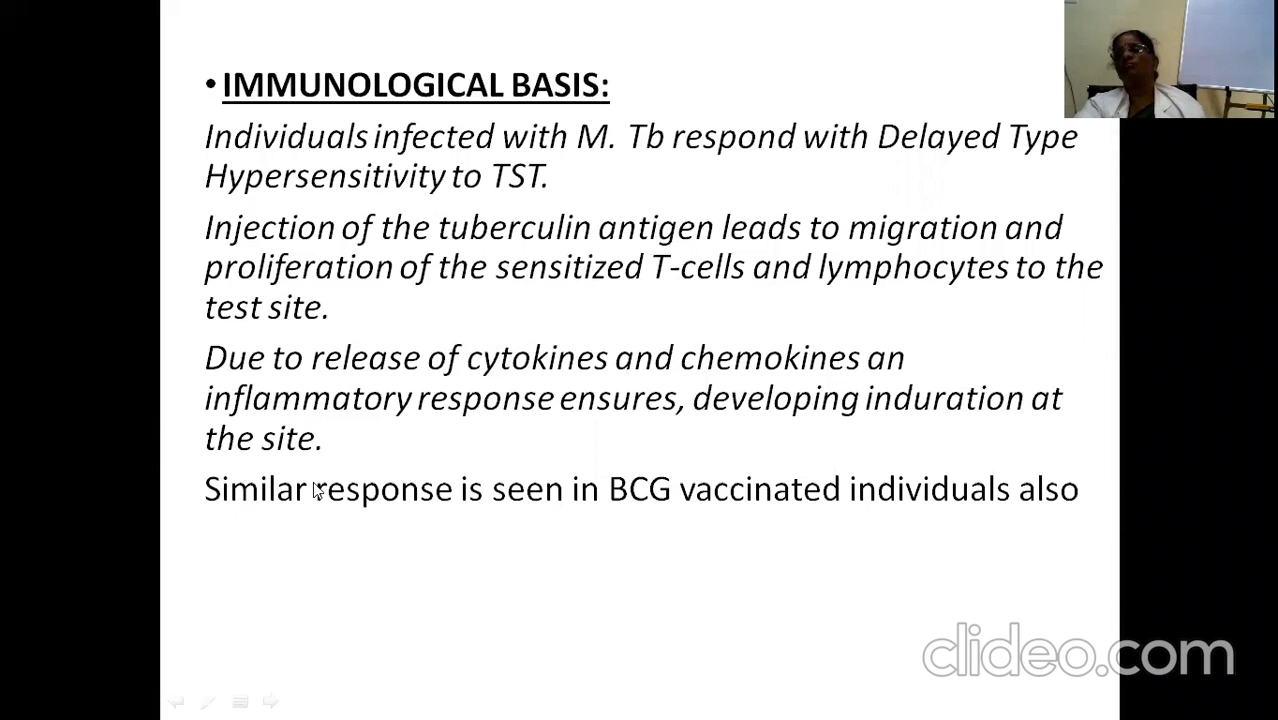 • IMMUNOLOGICAL BASIS:
Individuals infected with M. Tb respond with Delayed Type
Hypersensitivity to TST.
Injection of the tuberculin antigen leads to migration and
proliferation of the sensitized T-cells and lymphocytes to the
test site.
Due to release of cytokines and chemokines an
inflammatory response ensures, developing induration at
the site.
Similar response is seen in BCG vaccinated individuals also
clideo.com